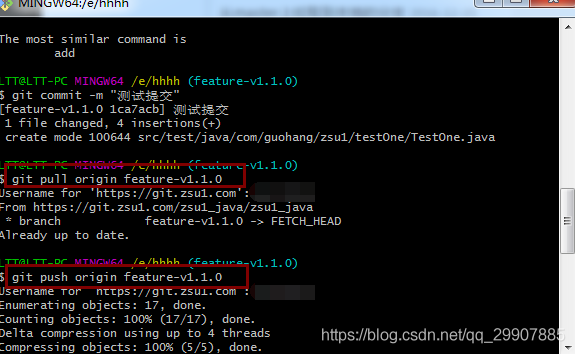 MINGW64:/e/hhhh
The most similar command is
add
LTT@LTT-PC MINGW64 /e/hhhh (feature-v1.1.0)
$ git commit -m "测试提交"
[feature-v1.1.0 1ca7acb] 测试提交
1 file changed, 4 insertions(+)
create mode 100644 src/test/java/com/guohang/zsu1/testOne/TestOne.java
LTT@LTT-PC MINGW64 /e/hhhh (feature-v1.1.0)
$ git pull origin feature-v1.1.0
Username for 'https://git.zsu1.com':
From https://git.zsu1.com/zsu1_java/zsu1_java
* branch feature-v1.1.0 -> FETCH_HEAD
Already up to date.
LTT@LTT-PC MINGW64 /e/hhhh (feature-v1.1.0)
$ git push origin feature-v1.1.0
Username for 'https://git.zsu1.com':
Enumerating objects: 17, done.
Counting objects: 100% (17/17), done.
Delta compression using up to 4 threads
Compressing objects: 100% (5/5), done.
https://blog.csdn.net/qq_29907885